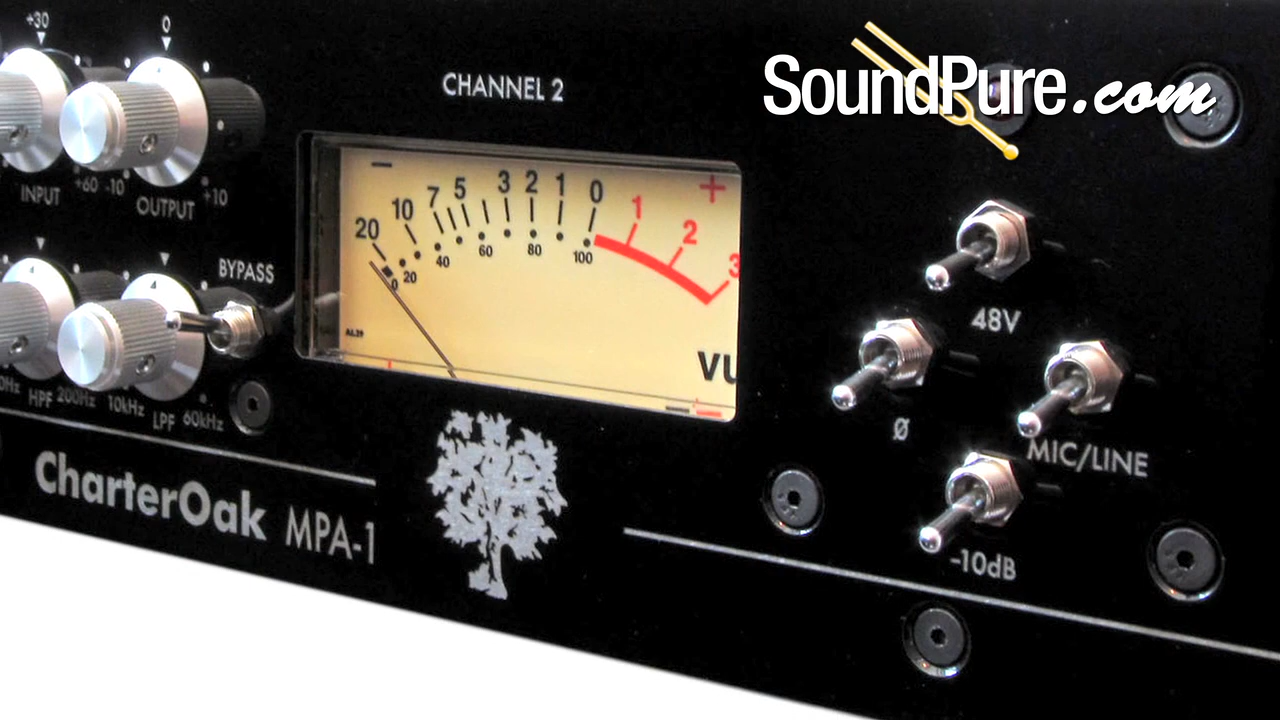 SoundPure.com
+30
0
CHANNEL 2
INPUT
+60
-10
OUTPUT
+10
BYPASS
−
20
10
7
5
3
2
1
0
+
1
2
3
0
20
40
60
80
100
VU
−
48V
Ø
MIC/LINE
-10dB
HPF
200Hz
10kHz
LPF
60kHz
CharterOak MPA-1